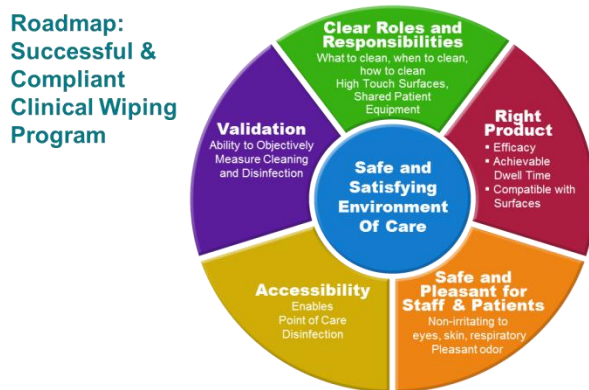 Roadmap:
Successful &
Compliant
Clinical Wiping
Program
Clear Roles and
Responsibilities
What to clean, when to clean,
how to clean
High Touch Surfaces,
Shared Patient
Equipment
Right
Product
▪ Efficacy
▪ Achievable
Dwell Time
▪ Compatible with
Surfaces
Safe and
Pleasant for
Staff & Patients
Non-irritating to
eyes, skin, respiratory
Pleasant odor
Accessibility
Enables
Point of Care
Disinfection
Validation
Ability to Objectively
Measure Cleaning
and Disinfection
Safe and
Satisfying
Environment
Of Care